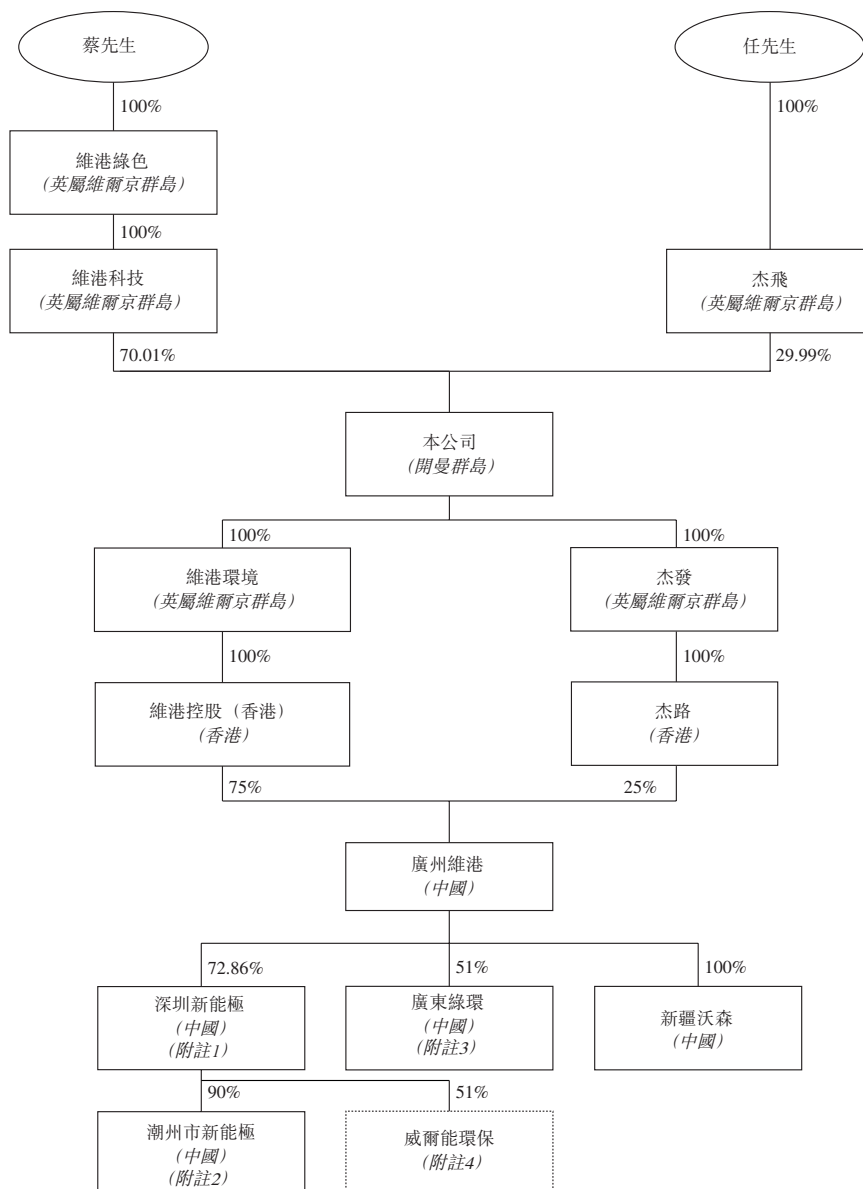 蔡先生
任先生
100%
100%
維港綠色
(英屬維爾京群島)
100%
維港科技
(英屬維爾京群島)
杰飛
(英屬維爾京群島)
70.01%
29.99%
本公司
(開曼群島)
100%
100%
維港環境
(英屬維爾京群島)
杰發
(英屬維爾京群島)
100%
100%
維港控股（香港）
(香港)
杰路
(香港)
75%
25%
廣州維港
(中國)
72.86%
51%
100%
深圳新能極
(中國)
(附註1)
廣東綠環
(中國)
(附註3)
新疆沃森
(中國)
90%
51%
潮州市新能極
(中國)
(附註2)
威爾能環保
(附註4)